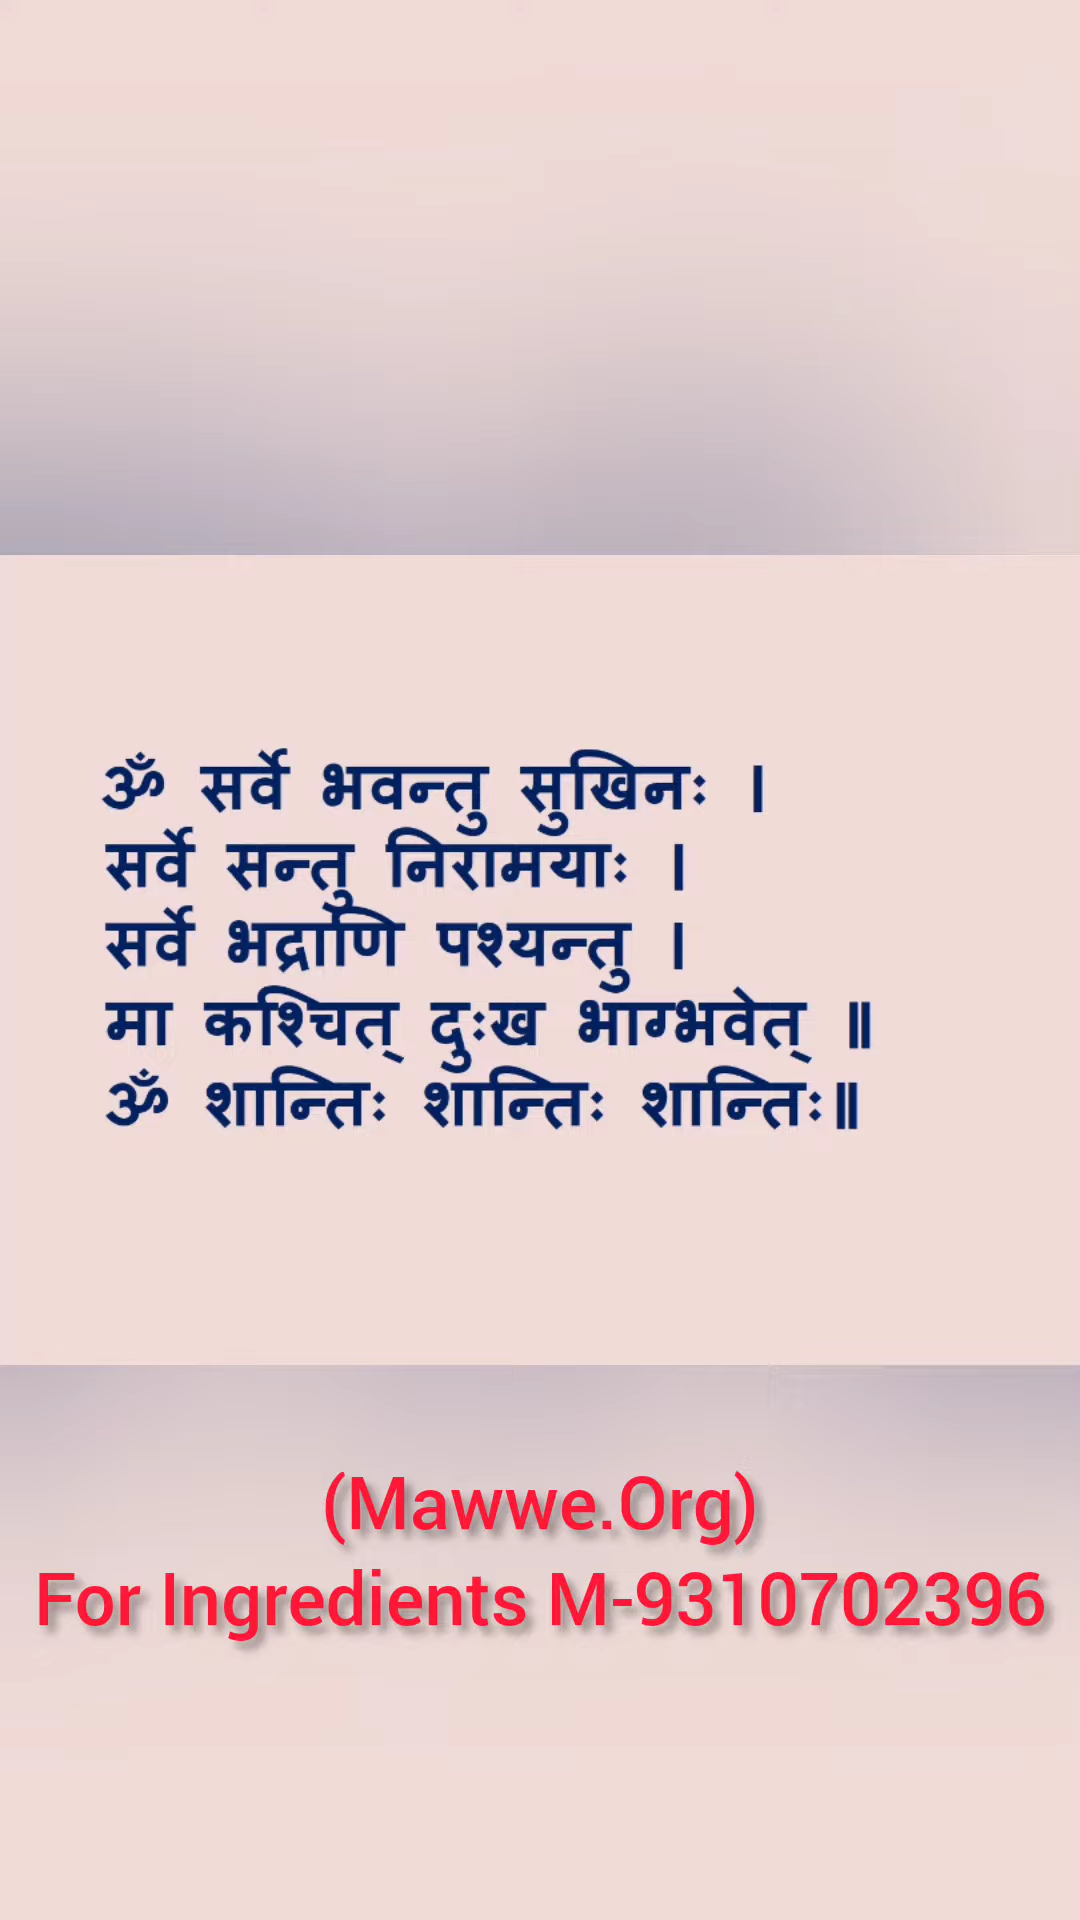 ॐ सर्वे भवन्तु सुखिनः ।
सर्वे सन्तु निरामयाः ।
सर्वे भद्राणि पश्यन्तु ।
मा कश्चित् दुःख भाग्भवेत् ॥
ॐ शान्तिः शान्तिः शान्तिः॥
(Mawwe.Org)
For Ingredients M-9310702396